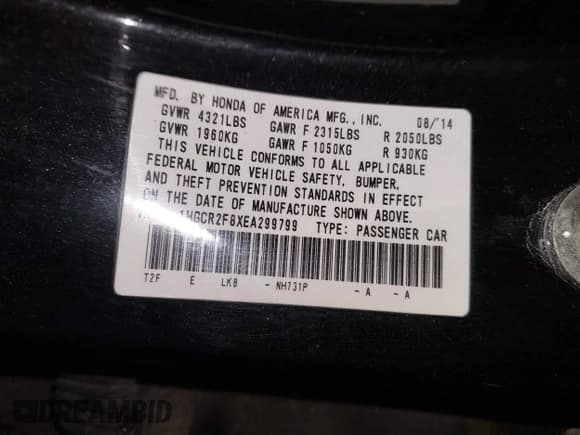 MFD. BY HONDA OF AMERICA MFG., INC. 08/'14
GVWR 4321LBS GAWR F 2315LBS R 2050LBS
GVWR 1960KG GAWR F 1050KG R 930KG
THIS VEHICLE CONFORMS TO ALL APPLICABLE
FEDERAL MOTOR VEHICLE SAFETY, BUMPER,
AND THEFT PREVENTION STANDARDS IN EFFECT
ON THE DATE OF MANUFACTURE SHOWN ABOVE.
1HGCR2F8XEA299799 TYPE: PASSENGER CAR
T2F E LKB - NH731P - A - A
DREAMBID